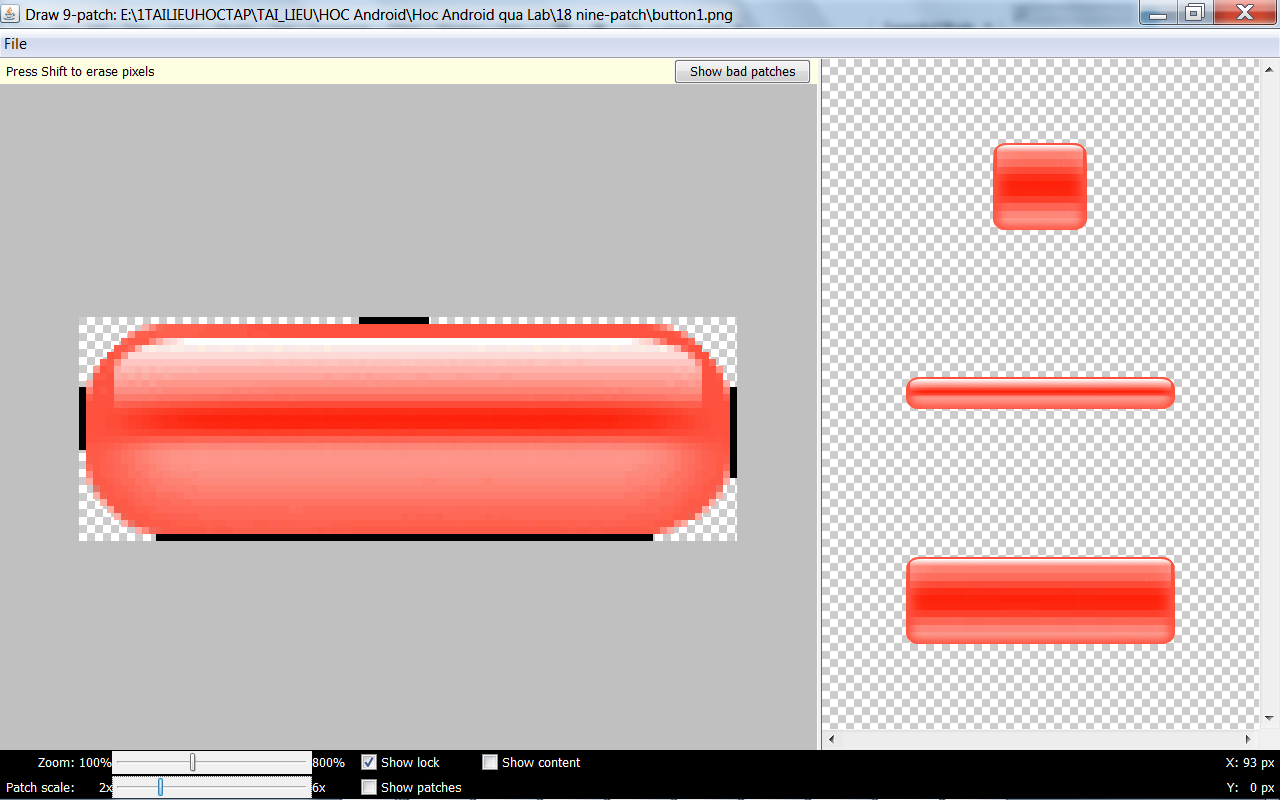 Draw 9-patch: E:\1TAILIEUHOCTAP\TAI_LIEU\HOC Android\Hoc Android qua Lab\18 nine-patch\button1.png
File
Press Shift to erase pixels Show bad patches
Zoom: 100% 800% Show lock Show content X: 93 px
Patch scale: 2x 6x Show patches Y: 0 px